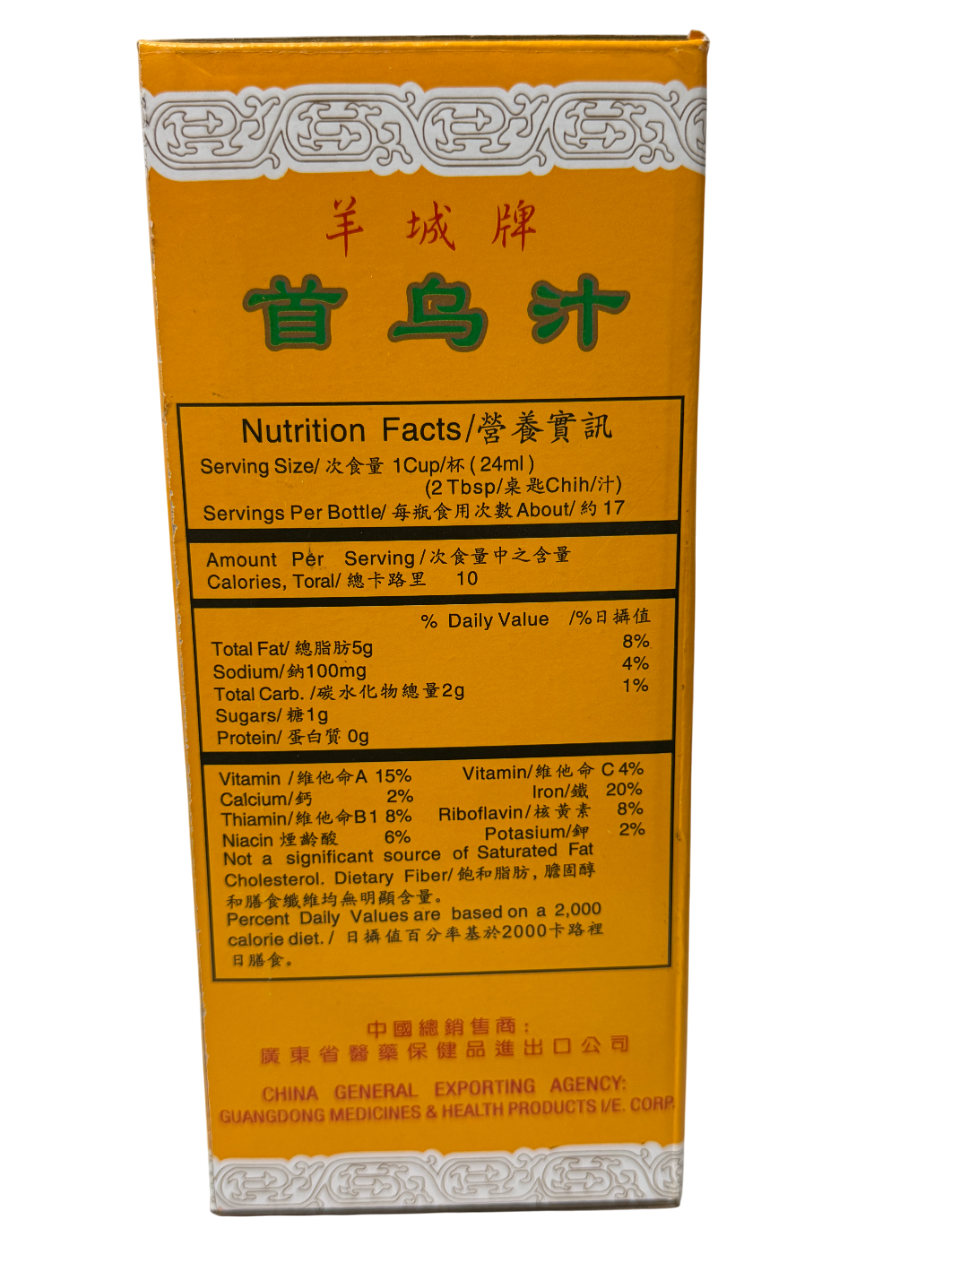 羊城牌
首乌汁
Nutrition Facts/營養實訊
Serving Size/次食量 1Cup/杯(24ml)
(2 Tbsp/桌匙Chih/汁)
Servings Per Bottle/每瓶食用次數About/約17
Amount Per Serving/次食量中之含量
Calories, Toral/總卡路里 10
% Daily Value /%日攝值
Total Fat/總脂肪5g 8%
Sodium/鈉100mg 4%
Total Carb./碳水化物總量2g 1%
Sugars/糖1g
Protein/蛋白質 0g
Vitamin /維他命A 15% Vitamin/維他命 C 4%
Calcium/鈣 2% Iron/鐵 20%
Thiamin/維他命B1 8% Riboflavin/核黃素 8%
Niacin 煙齡酸 6% Potasium/鉀 2%
Not a significant source of Saturated Fat
Cholesterol. Dietary Fiber/飽和脂肪，膽固醇
和膳食纖維均無明顯含量。
Percent Daily Values are based on a 2,000
calorie diet./ 日攝值百分率基於2000卡路裡
日膳食。
中國總銷售商：
廣東省醫藥保健品進出口公司
CHINA GENERAL EXPORTING AGENCY:
GUANGDONG MEDICINES & HEALTH PRODUCTS I/E. CORP.